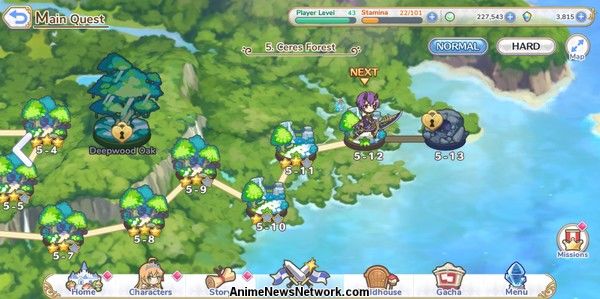 Main Quest
Player Level 43
Stamina 22/101
227,543
3,815
5. Ceres Forest
NORMAL
HARD
Map
NEXT
5-4
Deepwood Oak
5-5
5-7
5-8
5-9
5-10
5-11
5-12
5-13
Missions
Home
Characters
Story
ildhouse
Gacha
Menu
AnimeNewsNetwork.com